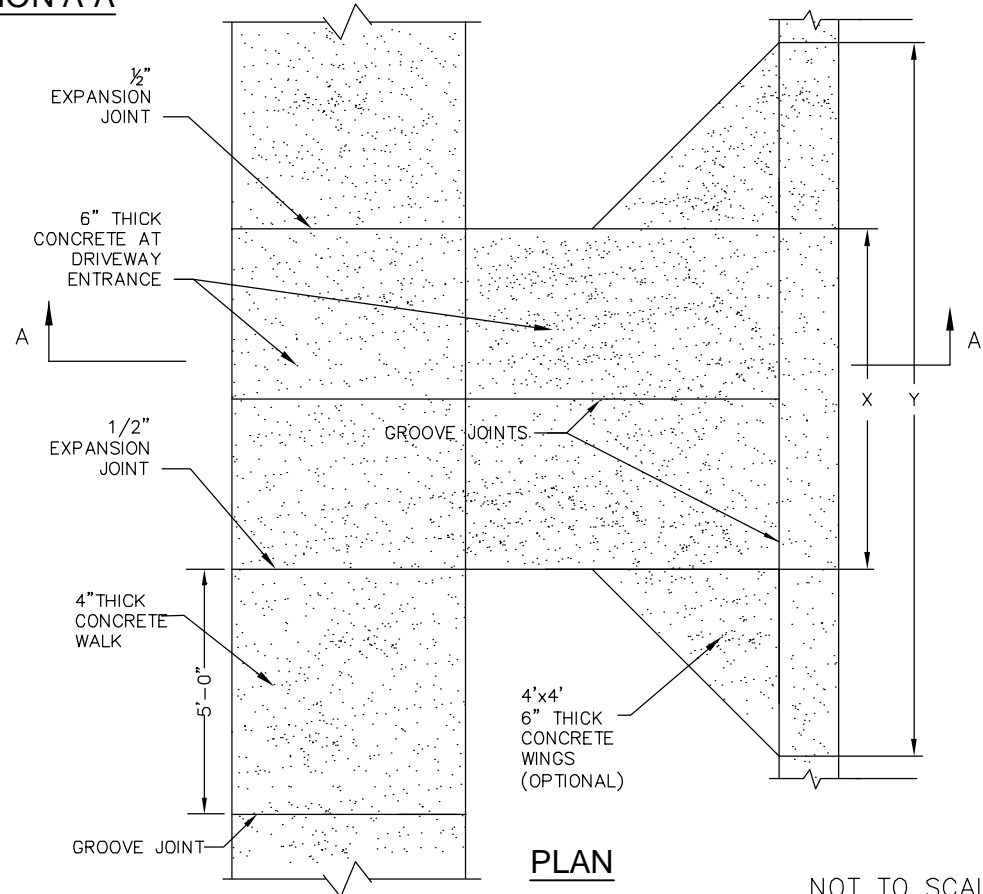 ION A-A
½"
EXPANSION
JOINT
6" THICK
CONCRETE AT
DRIVEWAY
ENTRANCE
A
A
X
Y
1/2"
EXPANSION
JOINT
GROOVE JOINTS
4"THICK
CONCRETE
WALK
5'-0"
4'x4'
6" THICK
CONCRETE
WINGS
(OPTIONAL)
GROOVE JOINT
PLAN
NOT TO SCAL